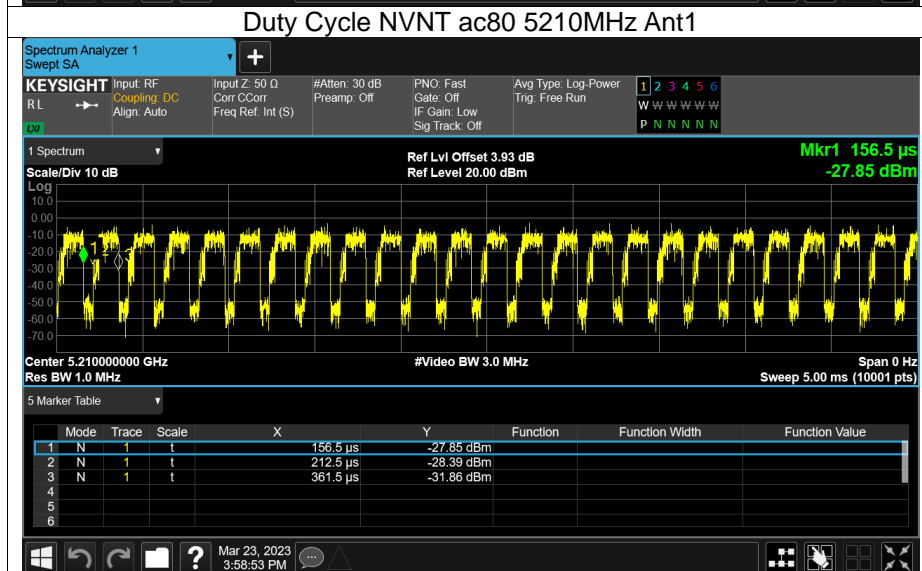 Duty Cycle NVNT ac80 5210MHz Ant1
Spectrum Analyzer 1
Swept SA
+
KEYSIGHT
R L
LXI
Input: RF
Coupling: DC
Align: Auto
Input Z: 50 Ω
Corr CCorr
Freq Ref: Int (S)
#Atten: 30 dB
Preamp: Off
PNO: Fast
Gate: Off
IF Gain: Low
Sig Track: Off
Avg Type: Log-Power
Trig: Free Run
1 2 3 4 5 6
W W W W W W
P N N N N N
1 Spectrum
Scale/Div 10 dB
Ref Lvl Offset 3.93 dB
Ref Level 20.00 dBm
Mkr1 156.5 µs
-27.85 dBm
Log
10.0
0.00
-10.0
-20.0
-30.0
-40.0
-50.0
-60.0
-70.0
1
2
3
Center 5.210000000 GHz
Res BW 1.0 MHz
#Video BW 3.0 MHz
Span 0 Hz
Sweep 5.00 ms (10001 pts)
5 Marker Table
Mode Trace Scale X Y Function Function Width Function Value
1 N 1 t 156.5 µs -27.85 dBm
2 N 1 t 212.5 µs -28.39 dBm
3 N 1 t 361.5 µs -31.86 dBm
4
5
6
?
Mar 23, 2023
3:58:53 PM